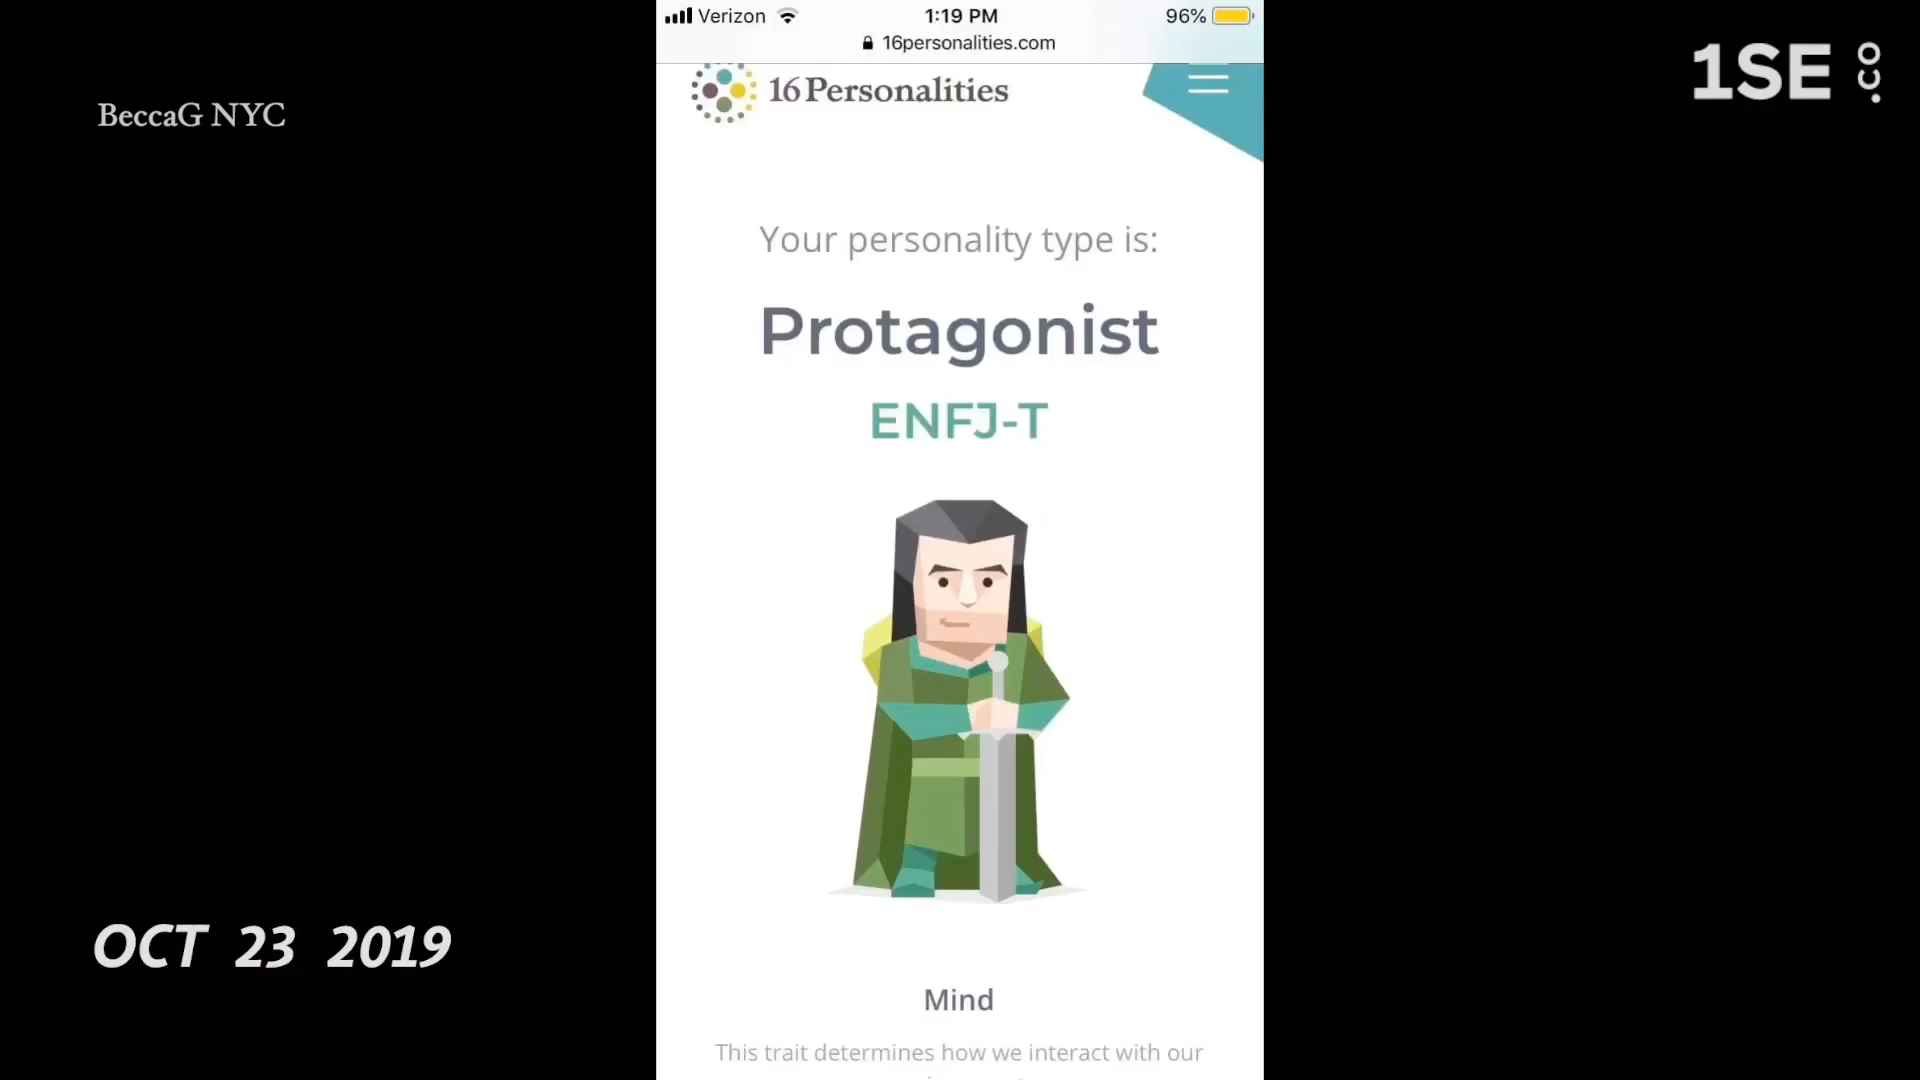 Verizon
1:19 PM
96%
16personalities.com
16Personalities
1SE .co
BeccaG NYC
Your personality type is:
Protagonist
ENFJ-T
OCT 23 2019
Mind
This trait determines how we interact with our